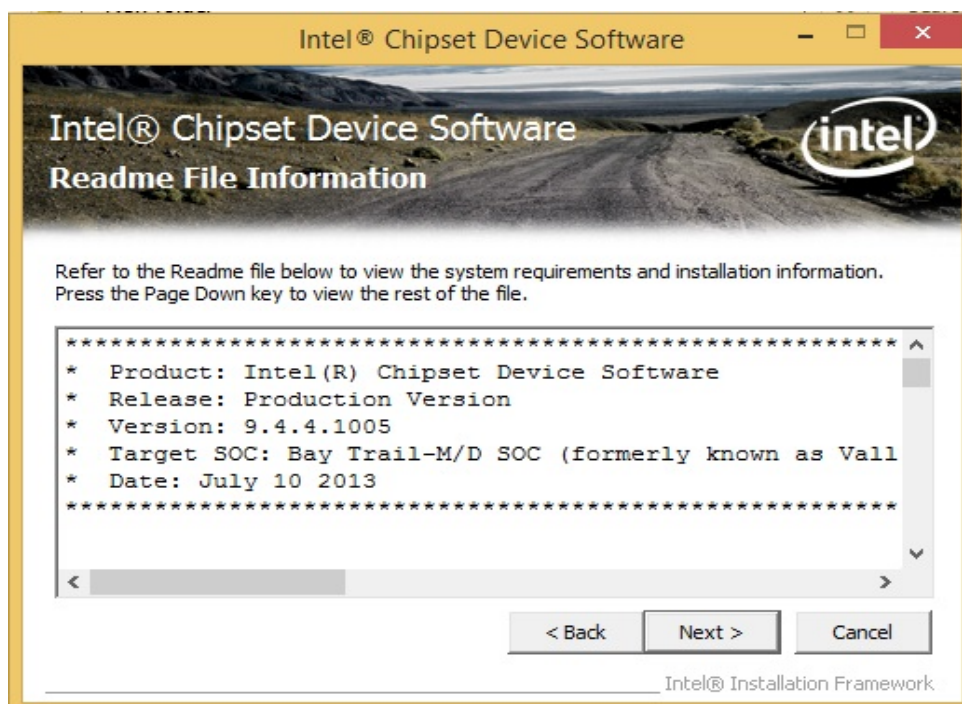 Intel® Chipset Device Software
Intel® Chipset Device Software
intel
Readme File Information
Refer to the Readme file below to view the system requirements and installation information.
Press the Page Down key to view the rest of the file.
*********************************************************
* Product: Intel(R) Chipset Device Software
* Release: Production Version
* Version: 9.4.4.1005
* Target SOC: Bay Trail-M/D SOC (formerly known as Vall
* Date: July 10 2013
*********************************************************
< Back
Next >
Cancel
Intel® Installation Framework